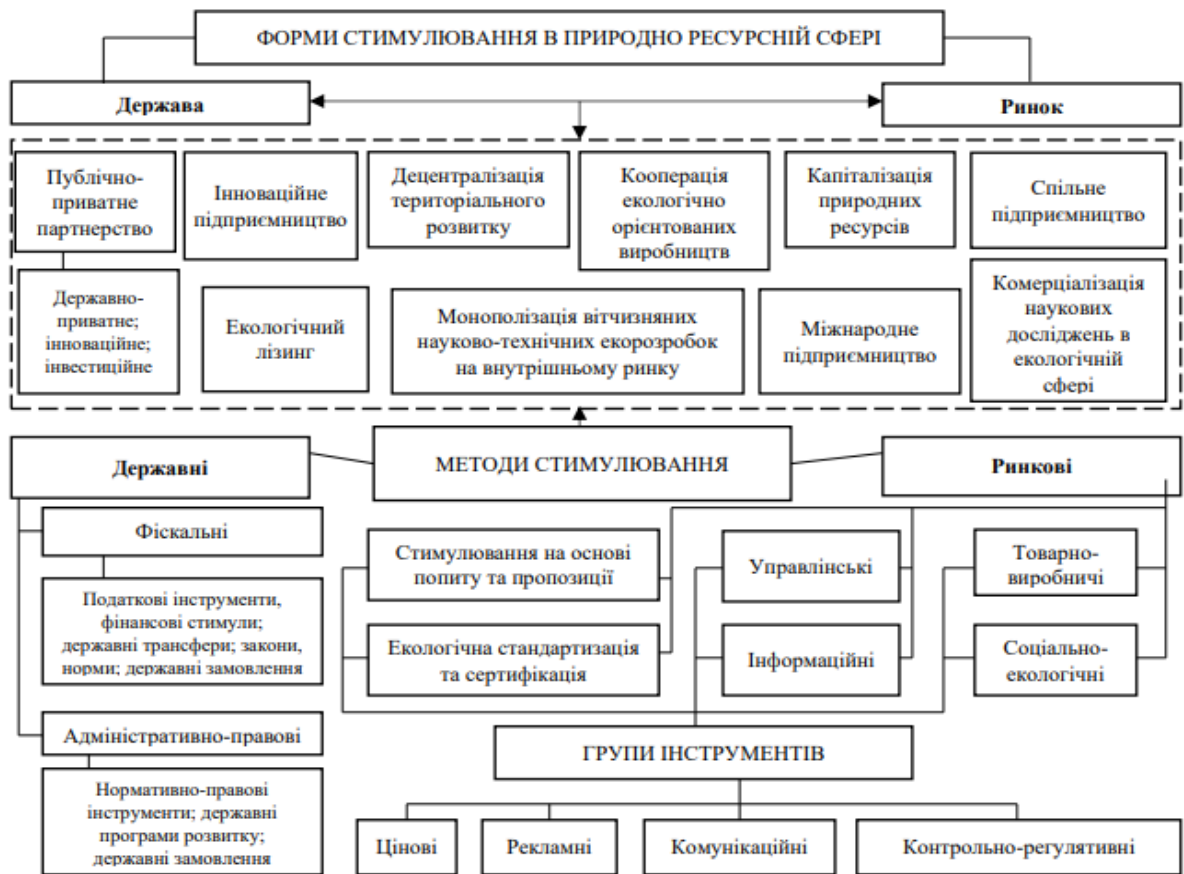 ФОРМИ СТИМУЛЮВАННЯ В ПРИРОДНО РЕСУРСНІЙ СФЕРІ
Держава
Ринок
Публічно-
приватне
партнерство
Інноваційне
підприємництво
Децентралізація
територіального
розвитку
Кооперація
екологічно
орієнтованих
виробництв
Капіталізація
природних
ресурсів
Спільне
підприємництво
Державно-
приватне;
інноваційне;
інвестиційне
Екологічний
лізинг
Монополізація вітчизняних
науково-технічних екорозробок
на внутрішньому ринку
Міжнародне
підприємництво
Комерціалізація
наукових
досліджень в
екологічній
сфері
Державні
МЕТОДИ СТИМУЛЮВАННЯ
Ринкові
Фіскальні
Податкові інструменти,
фінансові стимули;
державні трансфери; закони,
норми; державні замовлення
Адміністративно-правові
Нормативно-правові
інструменти; державні
програми розвитку;
державні замовлення
Стимулювання на основі
попиту та пропозиції
Управлінські
Товарно-
виробничі
Екологічна стандартизація
та сертифікація
Інформаційні
Соціально-
екологічні
ГРУПИ ІНСТРУМЕНТІВ
Цінові
Рекламні
Комунікаційні
Контрольно-регулятивні